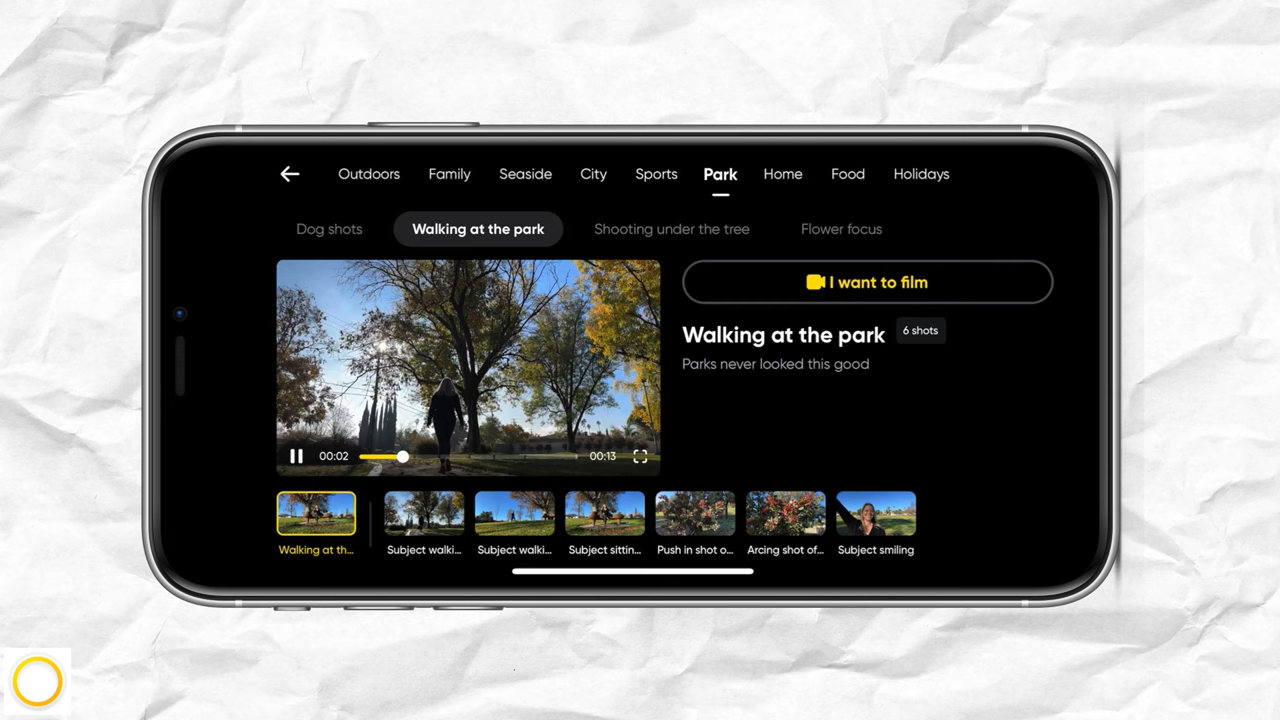 Outdoors Family Seaside City Sports Park Home Food Holidays
Dog shots Walking at the park Shooting under the tree Flower focus
I want to film
Walking at the park 6 shots
Parks never looked this good
00:02 00:13
Walking at th... Subject walki... Subject walki... Subject sittin... Push in shot o... Arcing shot of... Subject smiling